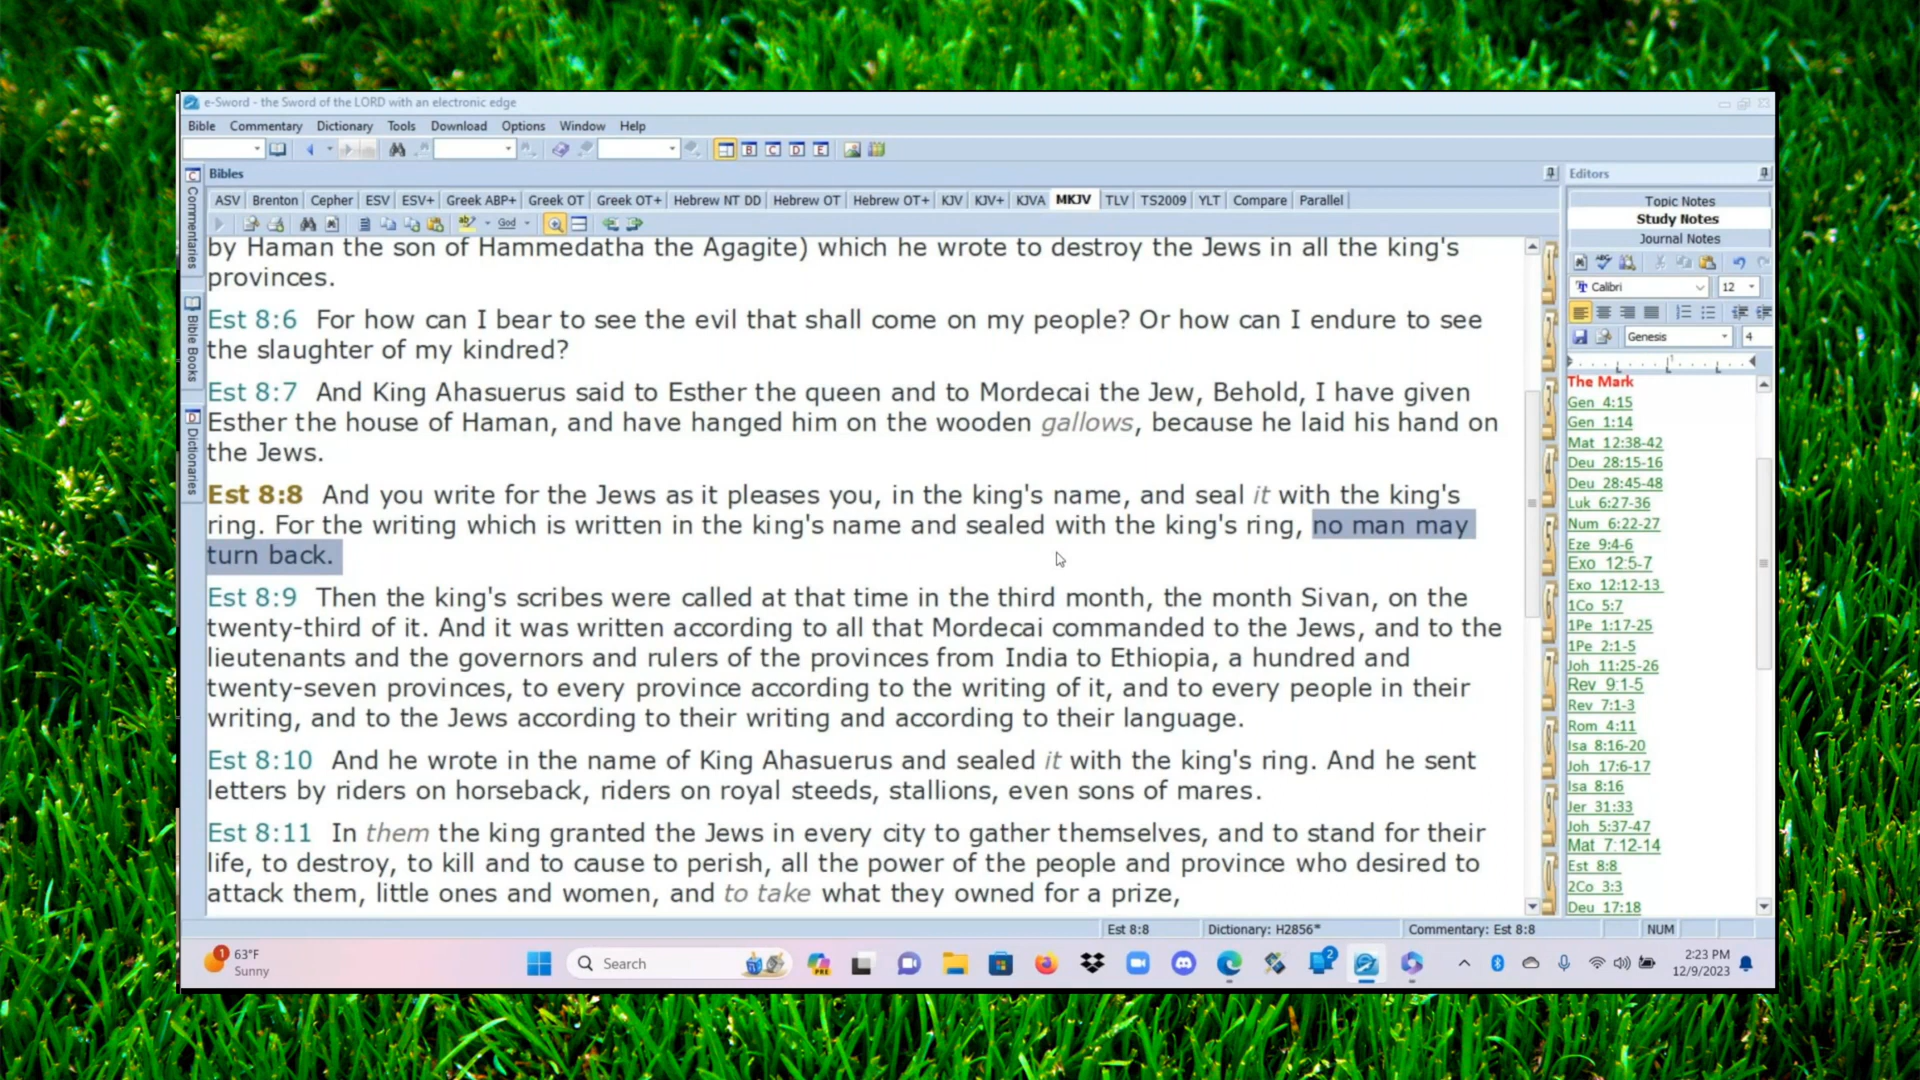 e-Sword - the Sword of the LORD with an electronic edge
Bible Commentary Dictionary Tools Download Options Window Help
B C D E
Bibles
ASV Brenton Cepher ESV ESV+ Greek ABP+ Greek OT Greek OT+ Hebrew NT DD Hebrew OT Hebrew OT+ KJV KJV+ KJVA MKJV TLV TS2009 YLT Compare Parallel
God
Commentaries
Bible Books
Dictionaries
by Haman the son of Hammedatha the Agagite) which he wrote to destroy the Jews in all the king's
provinces.
Est 8:6 For how can I bear to see the evil that shall come on my people? Or how can I endure to see
the slaughter of my kindred?
Est 8:7 And King Ahasuerus said to Esther the queen and to Mordecai the Jew, Behold, I have given
Esther the house of Haman, and have hanged him on the wooden gallows, because he laid his hand on
the Jews.
Est 8:8 And you write for the Jews as it pleases you, in the king's name, and seal it with the king's
ring. For the writing which is written in the king's name and sealed with the king's ring, no man may
turn back.
Est 8:9 Then the king's scribes were called at that time in the third month, the month Sivan, on the
twenty-third of it. And it was written according to all that Mordecai commanded to the Jews, and to the
lieutenants and the governors and rulers of the provinces from India to Ethiopia, a hundred and
twenty-seven provinces, to every province according to the writing of it, and to every people in their
writing, and to the Jews according to their writing and according to their language.
Est 8:10 And he wrote in the name of King Ahasuerus and sealed it with the king's ring. And he sent
letters by riders on horseback, riders on royal steeds, stallions, even sons of mares.
Est 8:11 In them the king granted the Jews in every city to gather themselves, and to stand for their
life, to destroy, to kill and to cause to perish, all the power of the people and province who desired to
attack them, little ones and women, and to take what they owned for a prize,
Editors
Topic Notes
Study Notes
Journal Notes
Calibri 12
Genesis 4
The Mark
Gen 4:15
Gen 1:14
Mat 12:38-42
Deu 28:15-16
Deu 28:45-48
Luk 6:27-36
Num 6:22-27
Eze 9:4-6
Exo 12:5-7
Exo 12:12-13
1Co 5:7
1Pe 1:17-25
1Pe 2:1-5
Joh 11:25-26
Rev 9:1-5
Rev 7:1-3
Rom 4:11
Isa 8:16-20
Joh 17:6-17
Isa 8:16
Jer 31:33
Joh 5:37-47
Mat 7:12-14
Est 8:8
2Co 3:3
Deu 17:18
Est 8:8 Dictionary: H2856* Commentary: Est 8:8 NUM
1 63°F
Sunny
Search
PRE
2
2:23 PM
12/9/2023